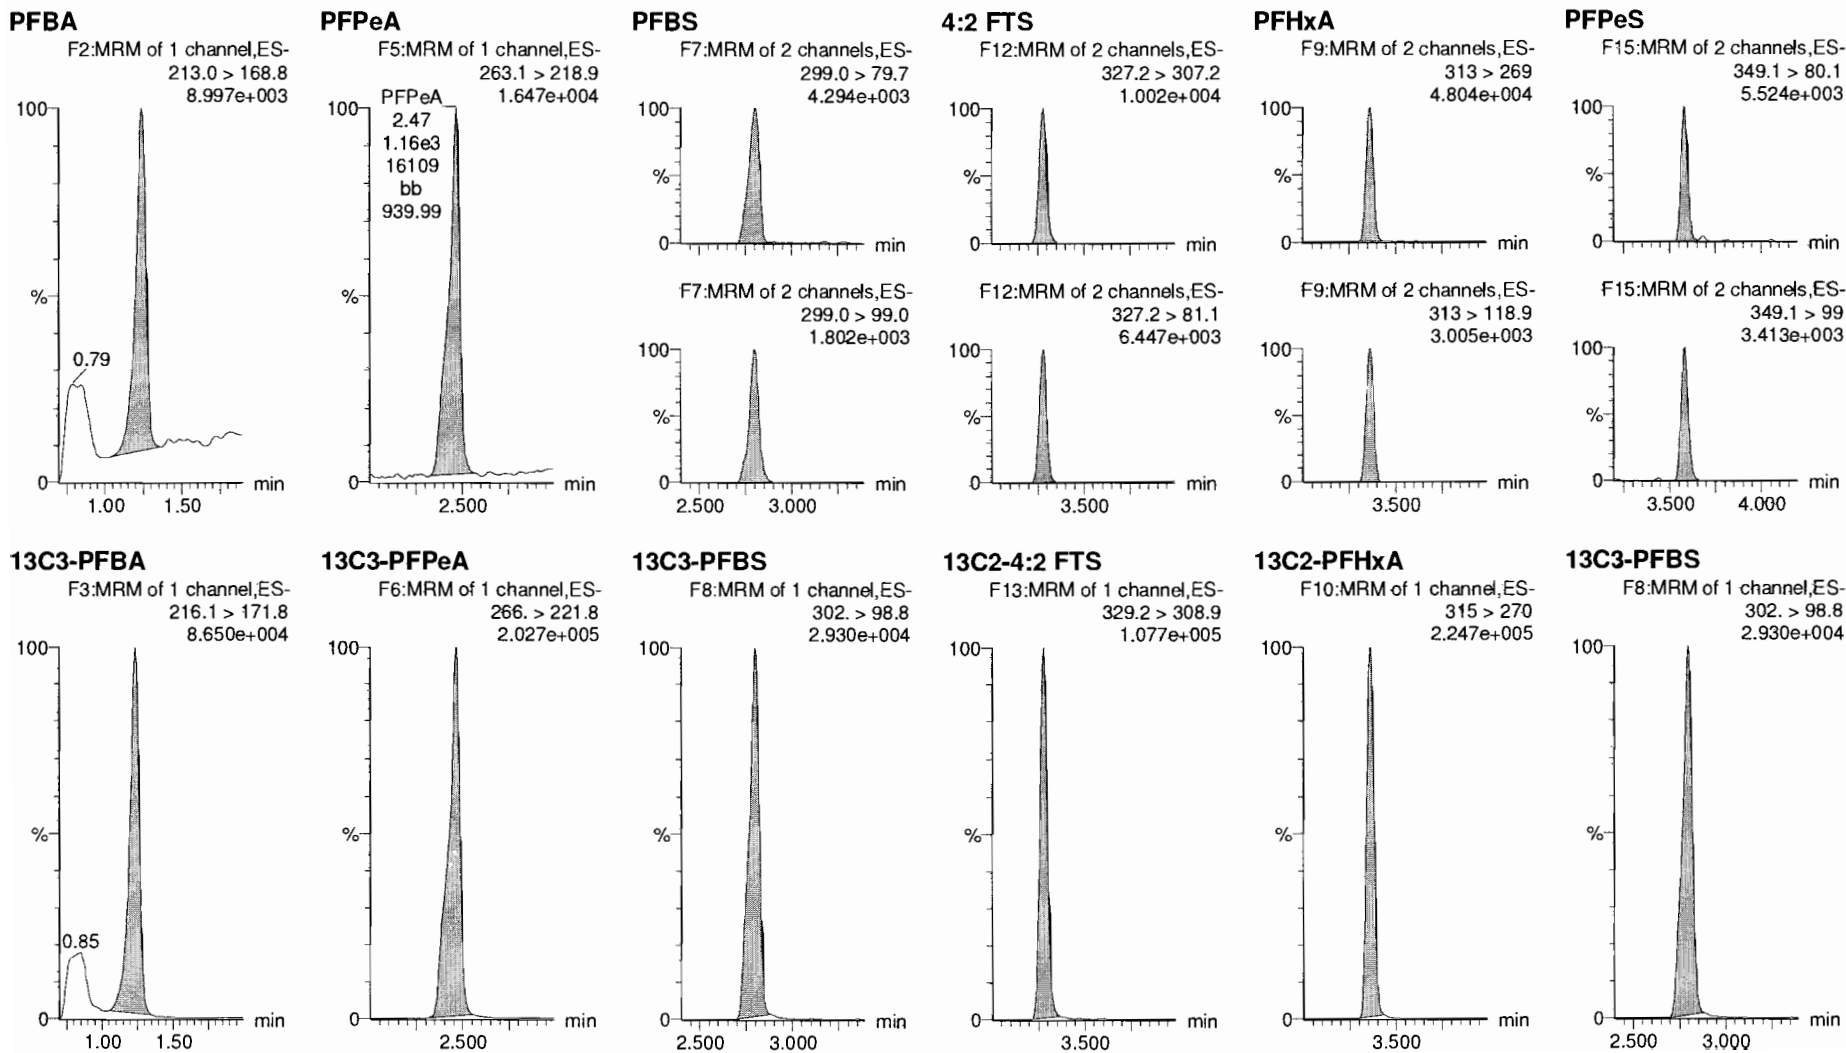 PFBA
F2:MRM of 1 channel,ES-
213.0 > 168.8
8.997e+003
100
%
0.79
0
min
1.00 1.50
PFPeA
F5:MRM of 1 channel,ES-
263.1 > 218.9
1.647e+004
PFPeA
2.47
1.16e3
16109
bb
939.99
100
%
0
min
2.500
PFBS
F7:MRM of 2 channels,ES-
299.0 > 79.7
4.294e+003
100
%
0
min
F7:MRM of 2 channels,ES-
299.0 > 99.0
1.802e+003
100
%
0
min
2.500 3.000
4:2 FTS
F12:MRM of 2 channels,ES-
327.2 > 307.2
1.002e+004
100
%
0
min
F12:MRM of 2 channels,ES-
327.2 > 81.1
6.447e+003
100
%
0
min
3.500
PFHxA
F9:MRM of 2 channels,ES-
313 > 269
4.804e+004
100
%
0
min
F9:MRM of 2 channels,ES-
313 > 118.9
3.005e+003
100
%
0
min
3.500
PFPeS
F15:MRM of 2 channels,ES-
349.1 > 80.1
5.524e+003
100
%
0
min
F15:MRM of 2 channels,ES-
349.1 > 99
3.413e+003
100
%
0
min
3.500 4.000
13C3-PFBA
F3:MRM of 1 channel,ES-
216.1 > 171.8
8.650e+004
100
%
0.85
0
min
1.00 1.50
13C3-PFPeA
F6:MRM of 1 channel,ES-
266. > 221.8
2.027e+005
100
%
0
min
2.500
13C3-PFBS
F8:MRM of 1 channel,ES-
302. > 98.8
2.930e+004
100
%
0
min
2.500 3.000
13C2-4:2 FTS
F13:MRM of 1 channel,ES-
329.2 > 308.9
1.077e+005
100
%
0
min
3.500
13C2-PFHxA
F10:MRM of 1 channel,ES-
315 > 270
2.247e+005
100
%
0
min
3.500
13C3-PFBS
F8:MRM of 1 channel,ES-
302. > 98.8
2.930e+004
100
%
0
min
2.500 3.000